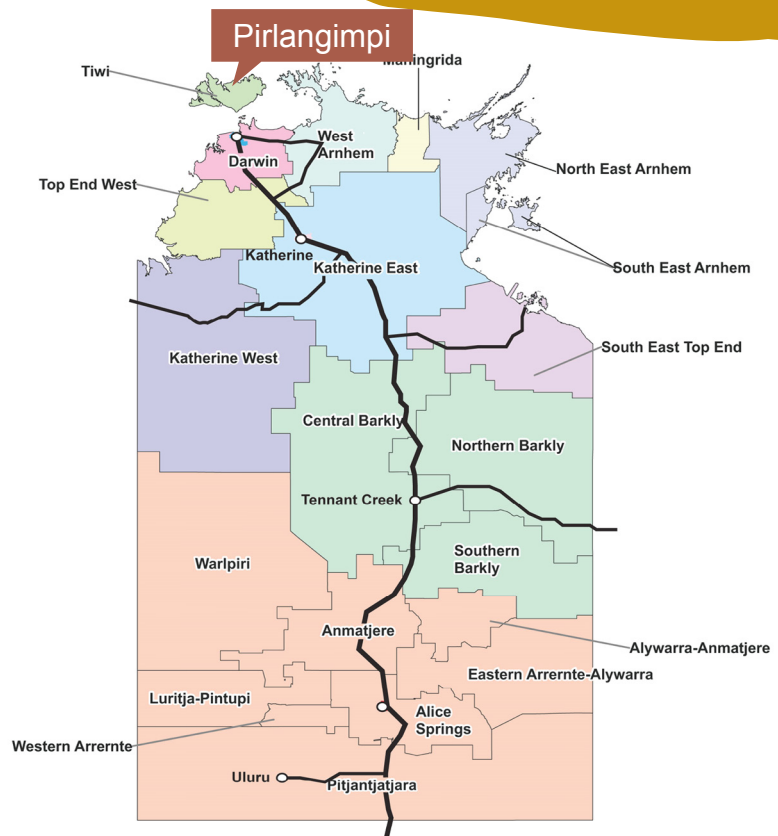 Pirlangimpi
Maningrida
Tiwi
West
Arnhem
Darwin
North East Arnhem
Top End West
Katherine
Katherine East
South East Arnhem
South East Top End
Katherine West
Central Barkly
Northern Barkly
Tennant Creek
Southern
Barkly
Warlpiri
Anmatjere
Alywarra-Anmatjere
Eastern Arrernte-Alywarra
Luritja-Pintupi
Alice
Springs
Western Arrernte
Uluru
Pitjantjatjara